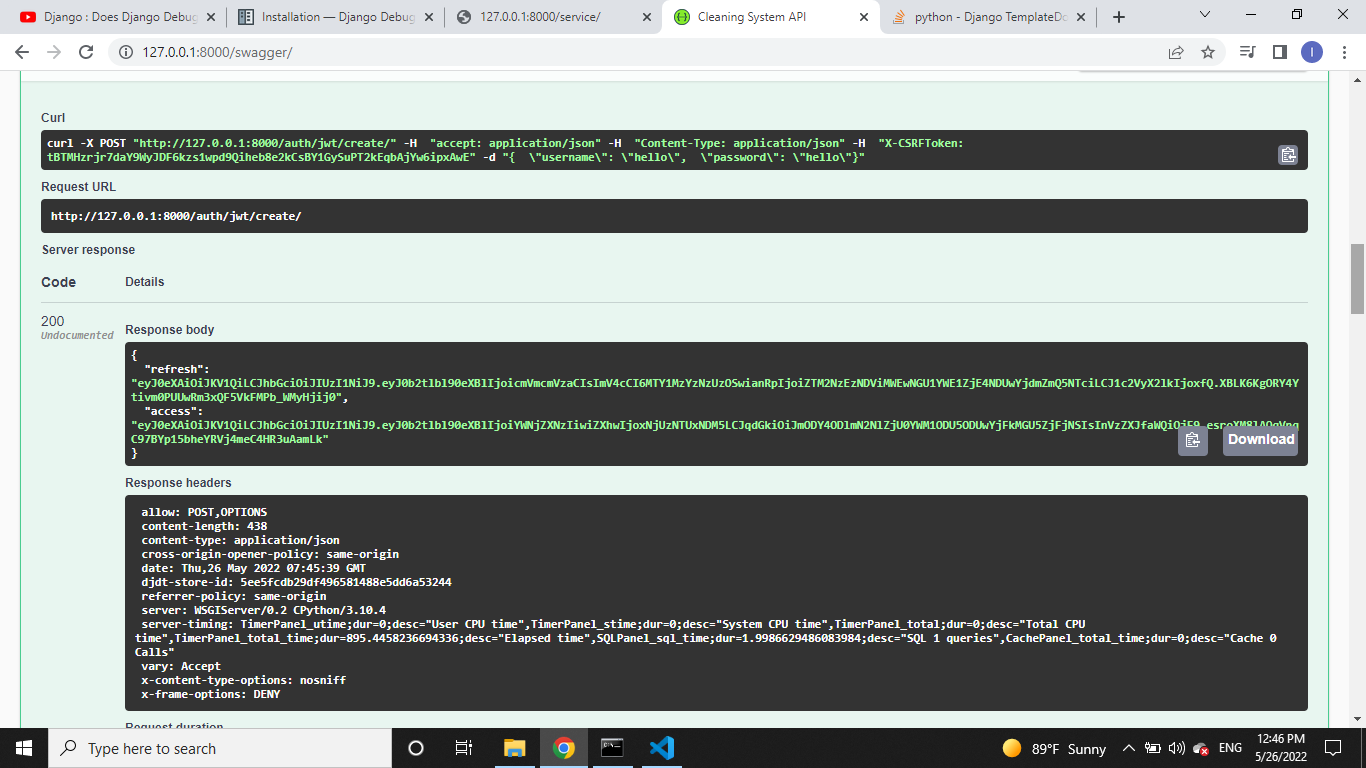 Django : Does Django Debug
Installation — Django Debug
127.0.0.1:8000/service/
Cleaning System API
python - Django TemplateDo
127.0.0.1:8000/swagger/
I
Curl
curl -X POST "http://127.0.0.1:8000/auth/jwt/create/" -H  "accept: application/json" -H  "Content-Type: application/json" -H  "X-CSRFToken:
tBTMHzrjr7daY9WyJDF6kzs1wpd9Qiheb8e2kCsBY1GySuPT2kEqbAjYw6ipxAwE" -d "{  \"username\": \"hello\",  \"password\": \"hello\"}"
Request URL
http://127.0.0.1:8000/auth/jwt/create/
Server response
Code
Details
200
Undocumented
Response body
{
"refresh":
"access":
}
Download
Response headers
allow: POST,OPTIONS
content-length: 438
content-type: application/json
cross-origin-opener-policy: same-origin
date: Thu,26 May 2022 07:45:39 GMT
djdt-store-id: 5ee5fcdb29df496581488e5dd6a53244
referrer-policy: same-origin
server: WSGIServer/0.2 CPython/3.10.4
server-timing: TimerPanel_utime;dur=0;desc="User CPU time",TimerPanel_stime;dur=0;desc="System CPU time",TimerPanel_total;dur=0;desc="Total CPU
time",TimerPanel_total_time;dur=895.4458236694336;desc="Elapsed time",SQLPanel_sql_time;dur=1.9986629486083984;desc="SQL 1 queries",CachePanel_total_time;dur=0;desc="Cache 0
Calls"
vary: Accept
x-content-type-options: nosniff
x-frame-options: DENY
Request duration
Type here to search
89°F Sunny
ENG
12:46 PM
5/26/2022